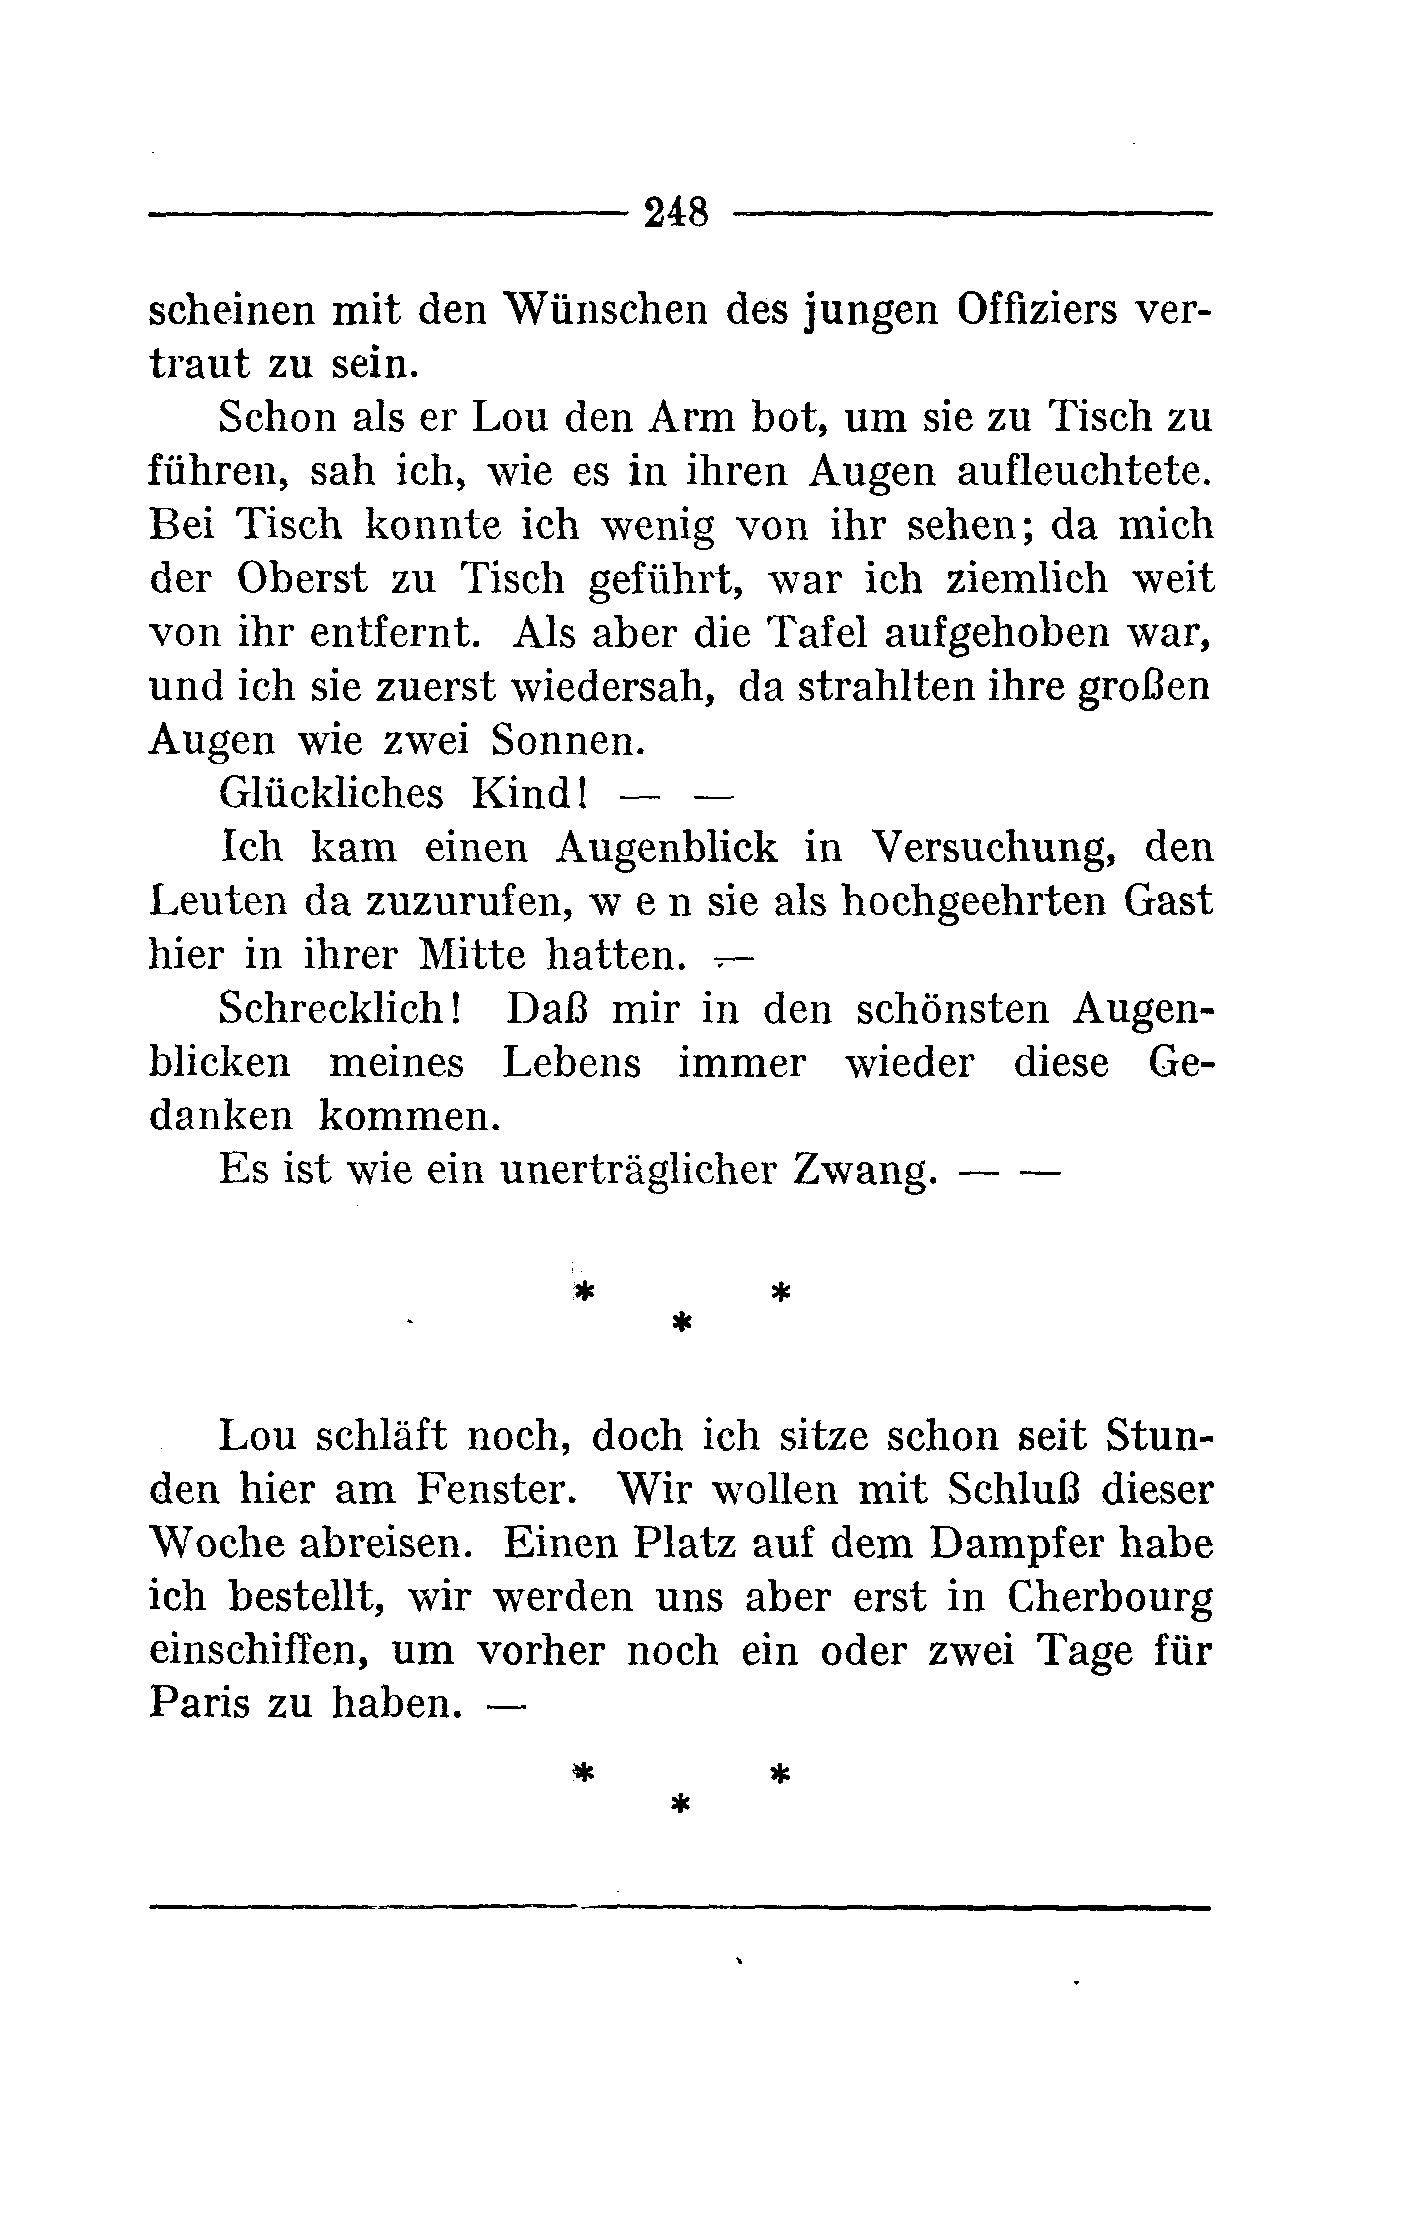 248
scheinen mit den Wünschen des jungen Offiziers ver-
traut zu sein.
Schon als er Lou den Arm bot, um sie zu Tisch zu
führen, sah ich, wie es in ihren Augen aufleuchtete.
Bei Tisch konnte ich wenig von ihr sehen; da mich
der Oberst zu Tisch geführt, war ich ziemlich weit
von ihr entfernt. Als aber die Tafel aufgehoben war,
und ich sie zuerst wiedersah, da strahlten ihre großen
Augen wie zwei Sonnen.
Glückliches Kind! — —
Ich kam einen Augenblick in Versuchung, den
Leuten da zuzurufen, w e n sie als hochgeehrten Gast
hier in ihrer Mitte hatten. —
Schrecklich! Daß mir in den schönsten Augen-
blicken meines Lebens immer wieder diese Ge-
danken kommen.
Es ist wie ein unerträglicher Zwang. — —
* *
*
Lou schläft noch, doch ich sitze schon seit Stun-
den hier am Fenster. Wir wollen mit Schluß dieser
Woche abreisen. Einen Platz auf dem Dampfer habe
ich bestellt, wir werden uns aber erst in Cherbourg
einschiffen, um vorher noch ein oder zwei Tage für
Paris zu haben. —
* *
*